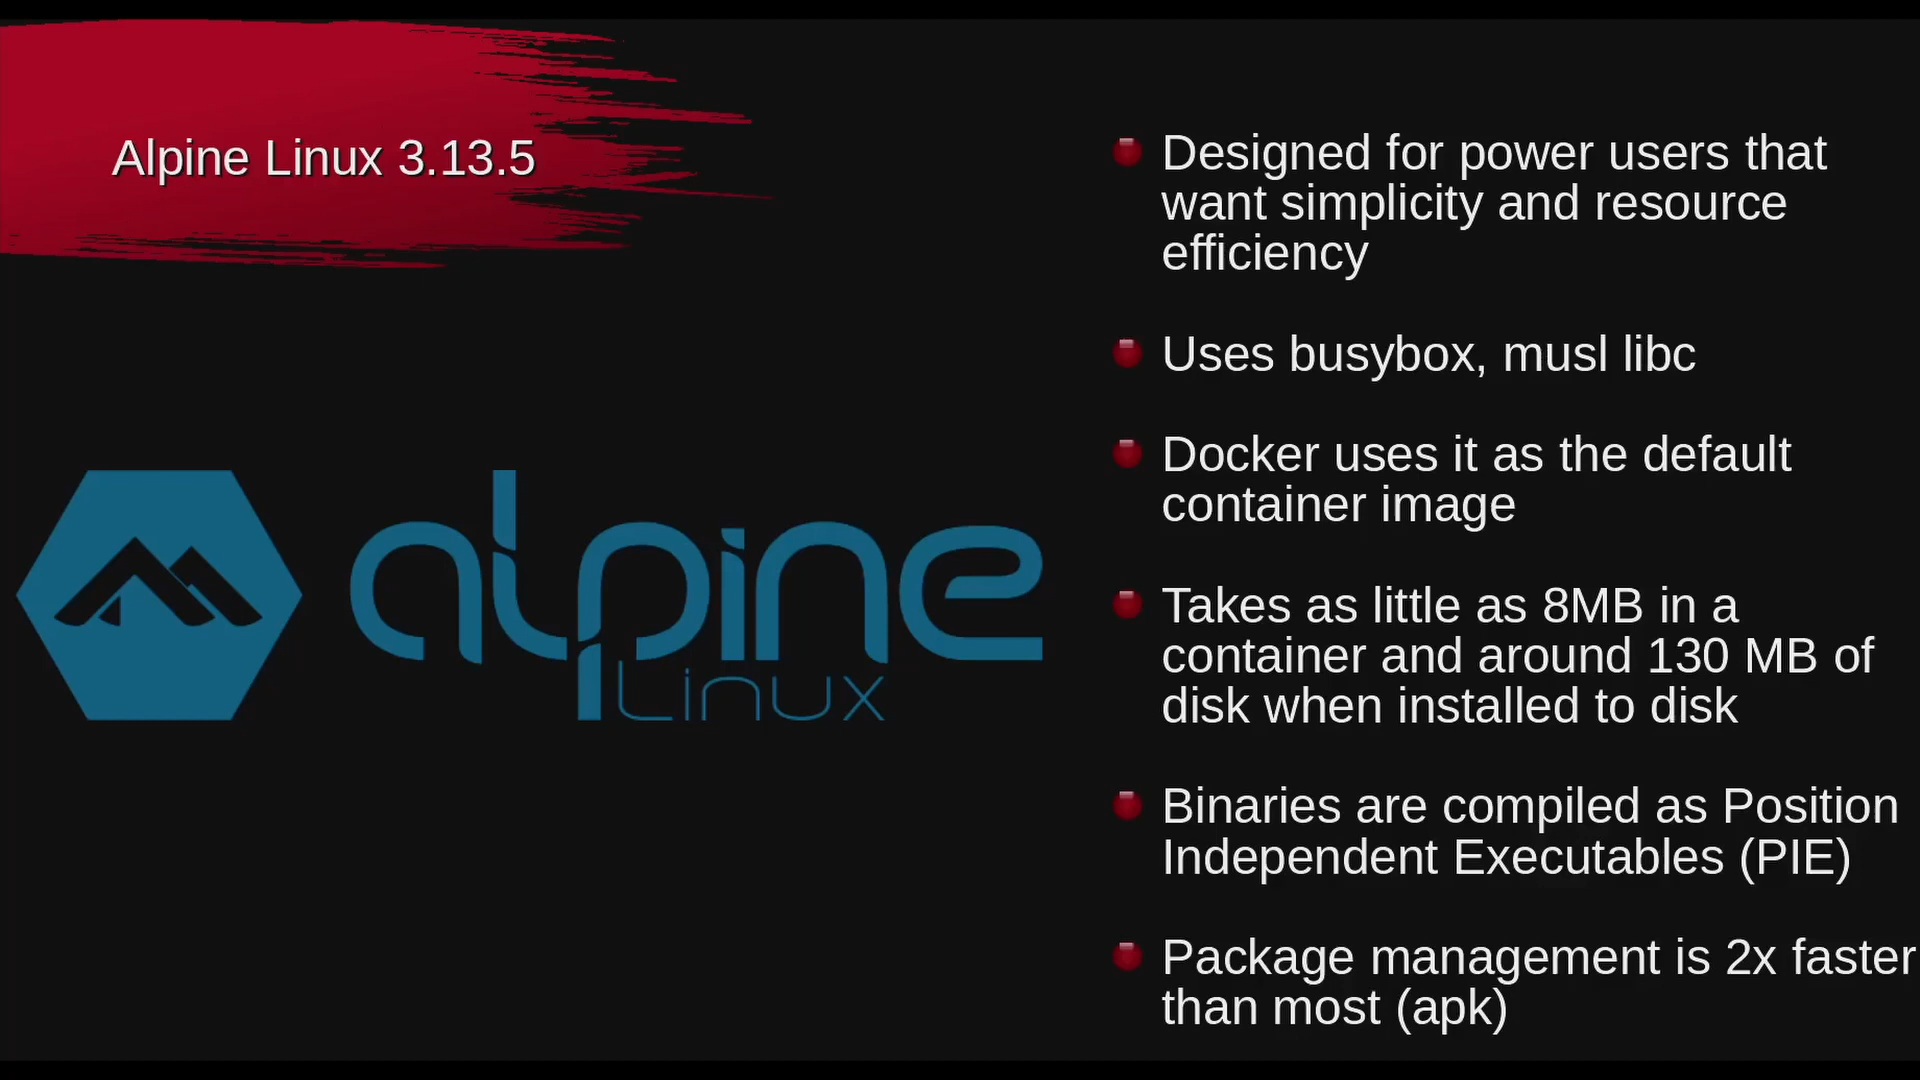 Alpine Linux 3.13.5
alpine
Linux
Designed for power users that
want simplicity and resource
efficiency
Uses busybox, musl libc
Docker uses it as the default
container image
Takes as little as 8MB in a
container and around 130 MB of
disk when installed to disk
Binaries are compiled as Position
Independent Executables (PIE)
Package management is 2x faster
than most (apk)